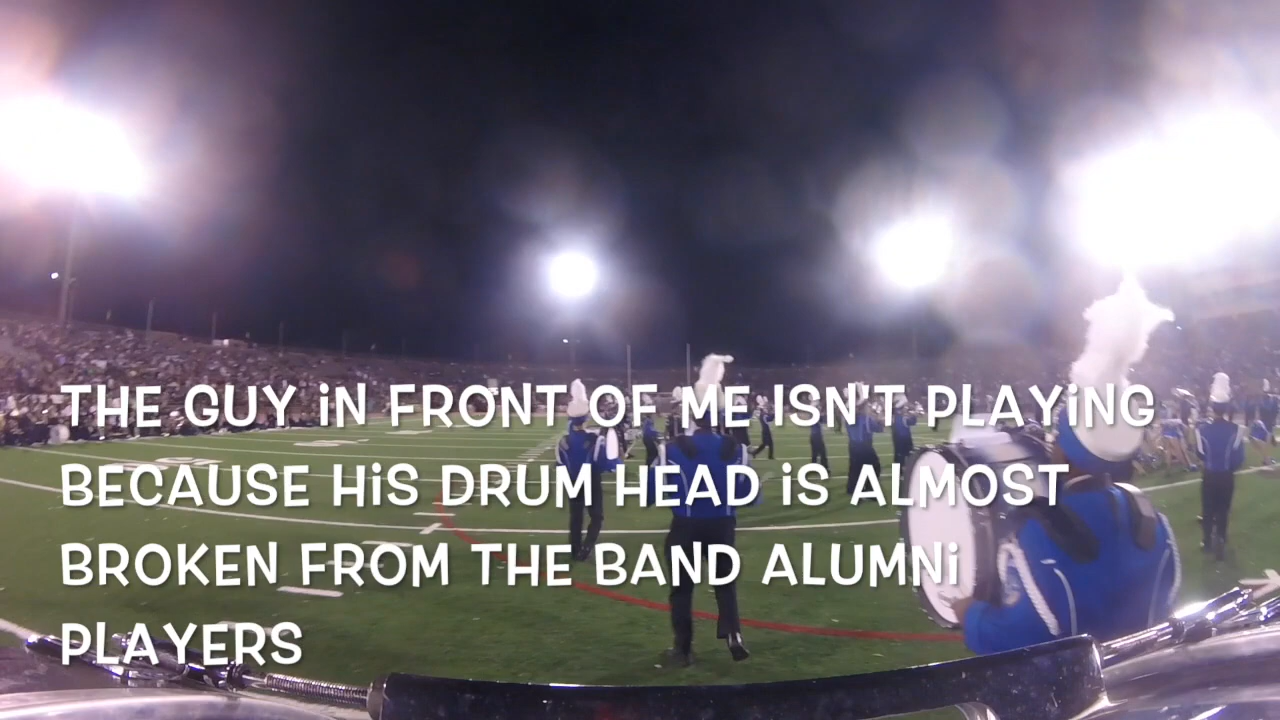 THE GUY iN FRONT OF ME ISN'T PLAYiNG
BECAUSE HiS DRUM HEAD iS ALMOST
BROKEN FROM THE BAND ALUMNi
PLAYERS